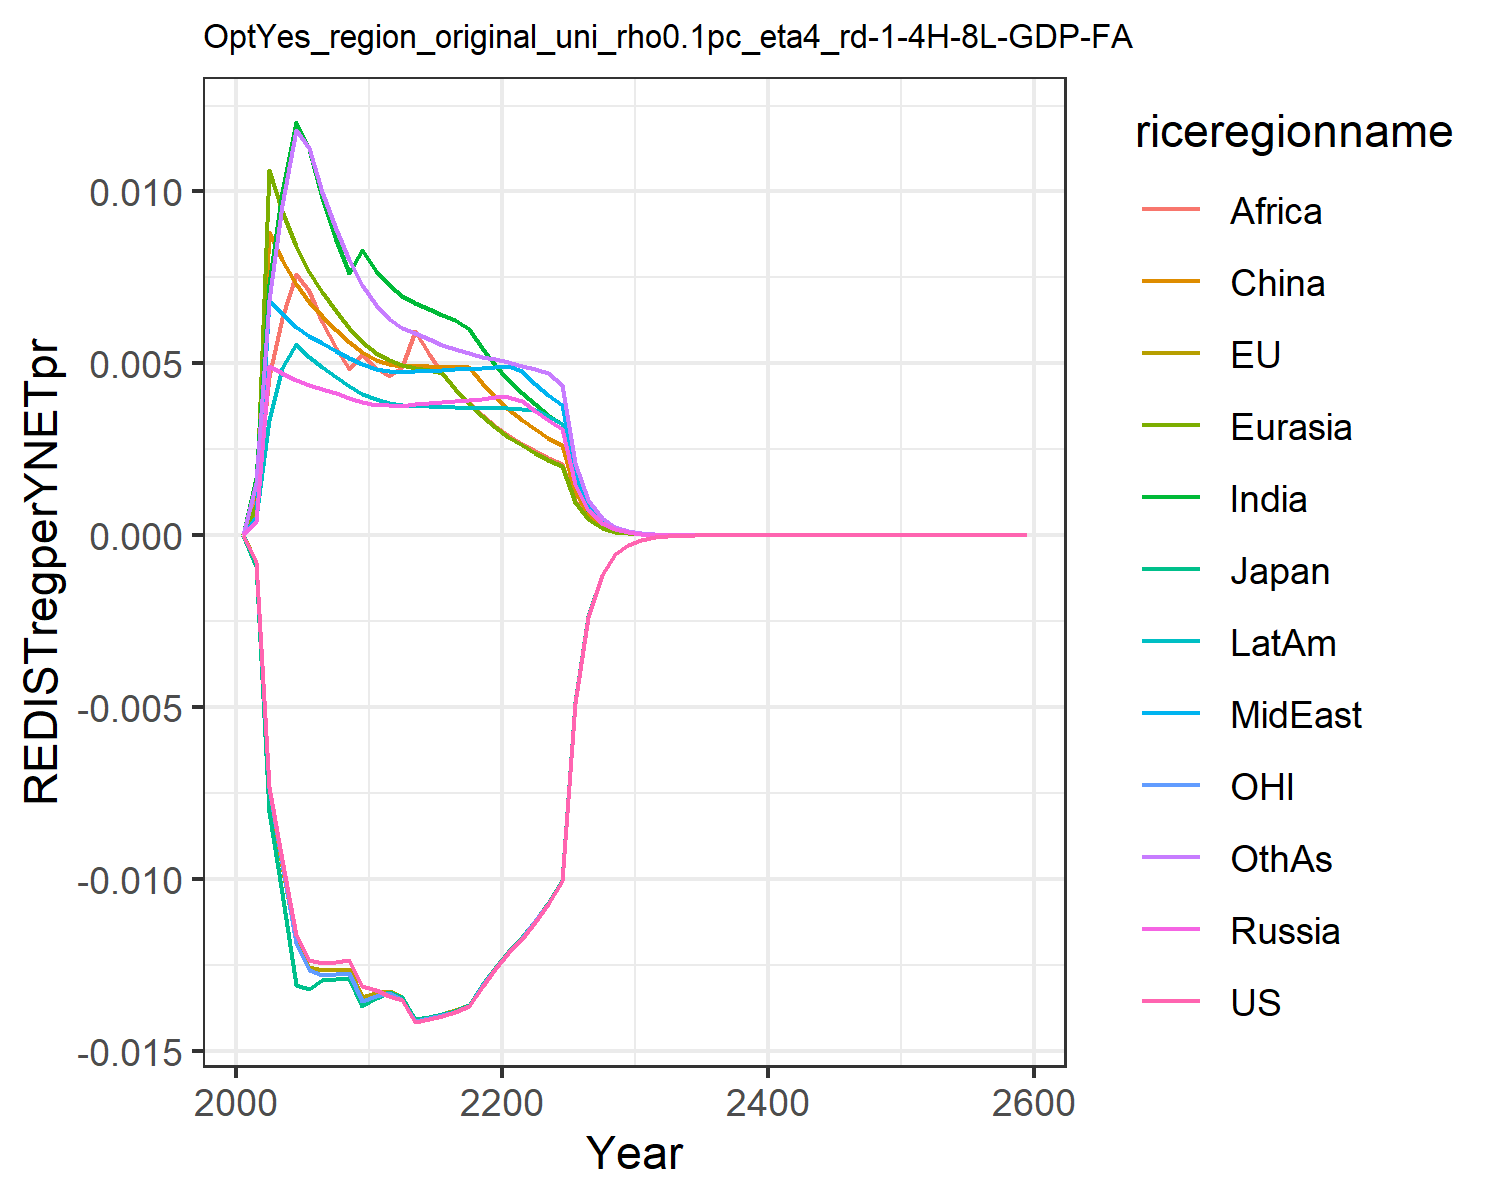 OptYes_region_original_uni_rho0.1pc_eta4_rd-1-4H-8L-GDP-FA
REDISTregperYNETpr
0.010
0.005
0.000
-0.005
-0.010
-0.015
2000 2200 2400 2600
Year
riceregionname
Africa
China
EU
Eurasia
India
Japan
LatAm
MidEast
OHI
OthAs
Russia
US